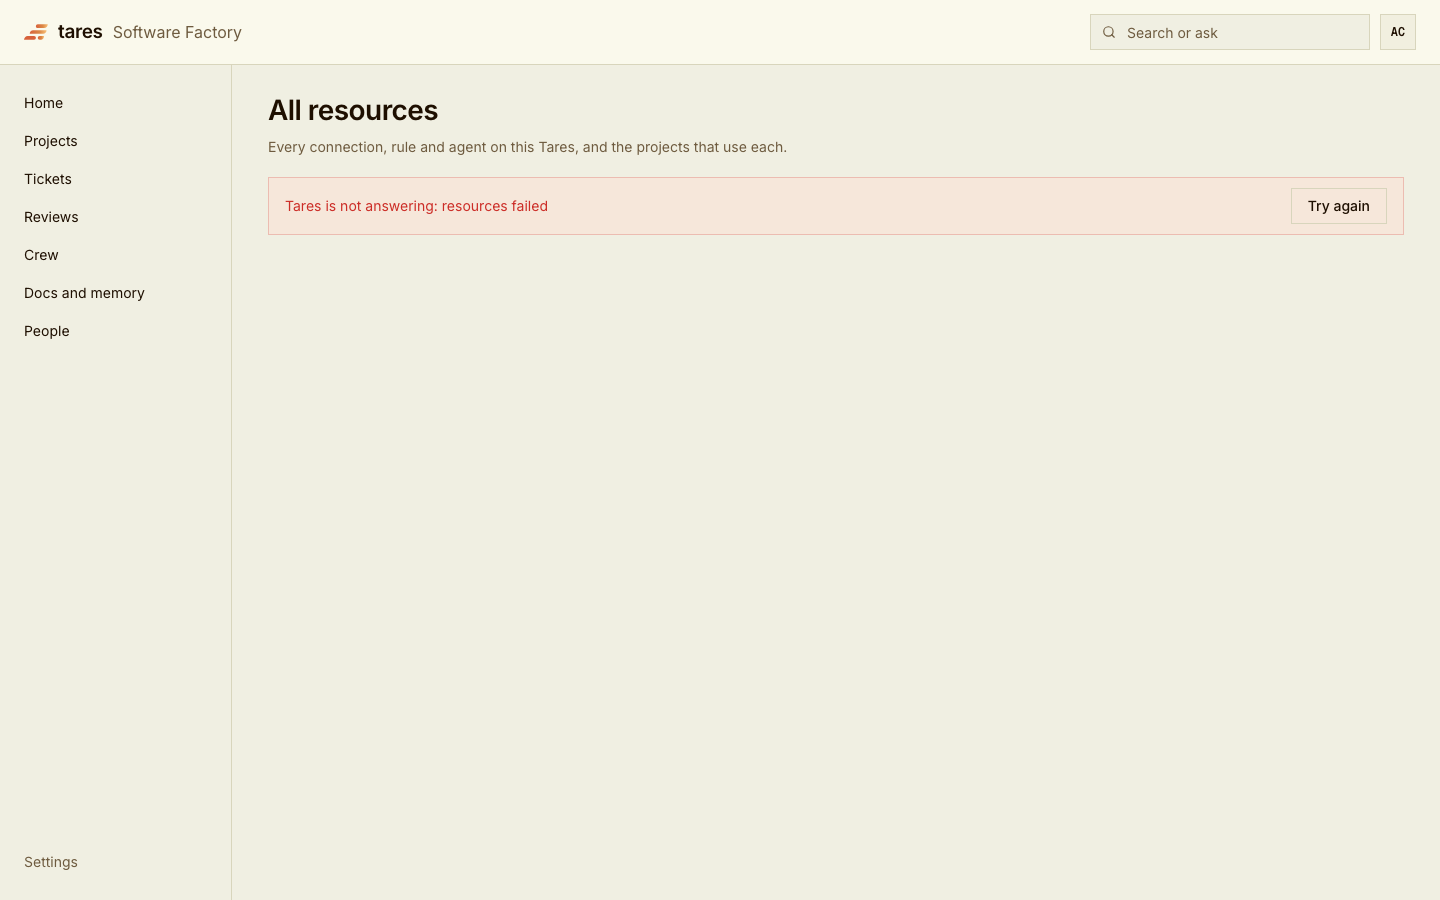 tares Software Factory
Search or ask
AC
Home
Projects
Tickets
Reviews
Crew
Docs and memory
People
Settings
All resources
Every connection, rule and agent on this Tares, and the projects that use each.
Tares is not answering: resources failed
Try again